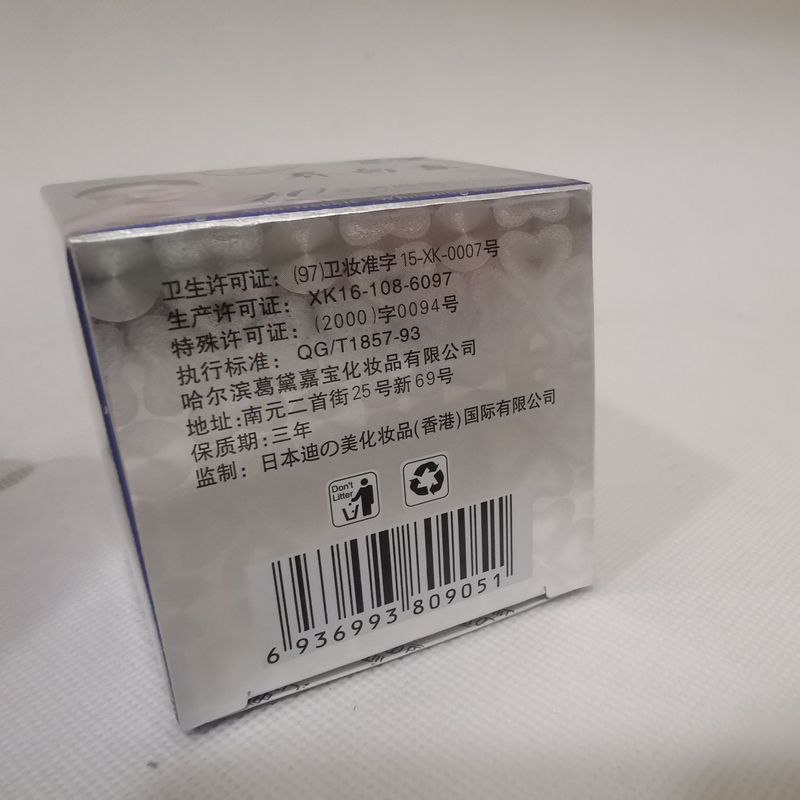 卫生许可证：(97)卫妆准字15-XK-0007号
生产许可证：XK16-108-6097
特殊许可证：(2000)字0094号
执行标准：QG/T1857-93
哈尔滨葛黛嘉宝化妆品有限公司
地址:南元二首街25号新69号
保质期:三年
监制：日本迪の美化妆品(香港)国际有限公司
Don't
Litter
6 936993 809051